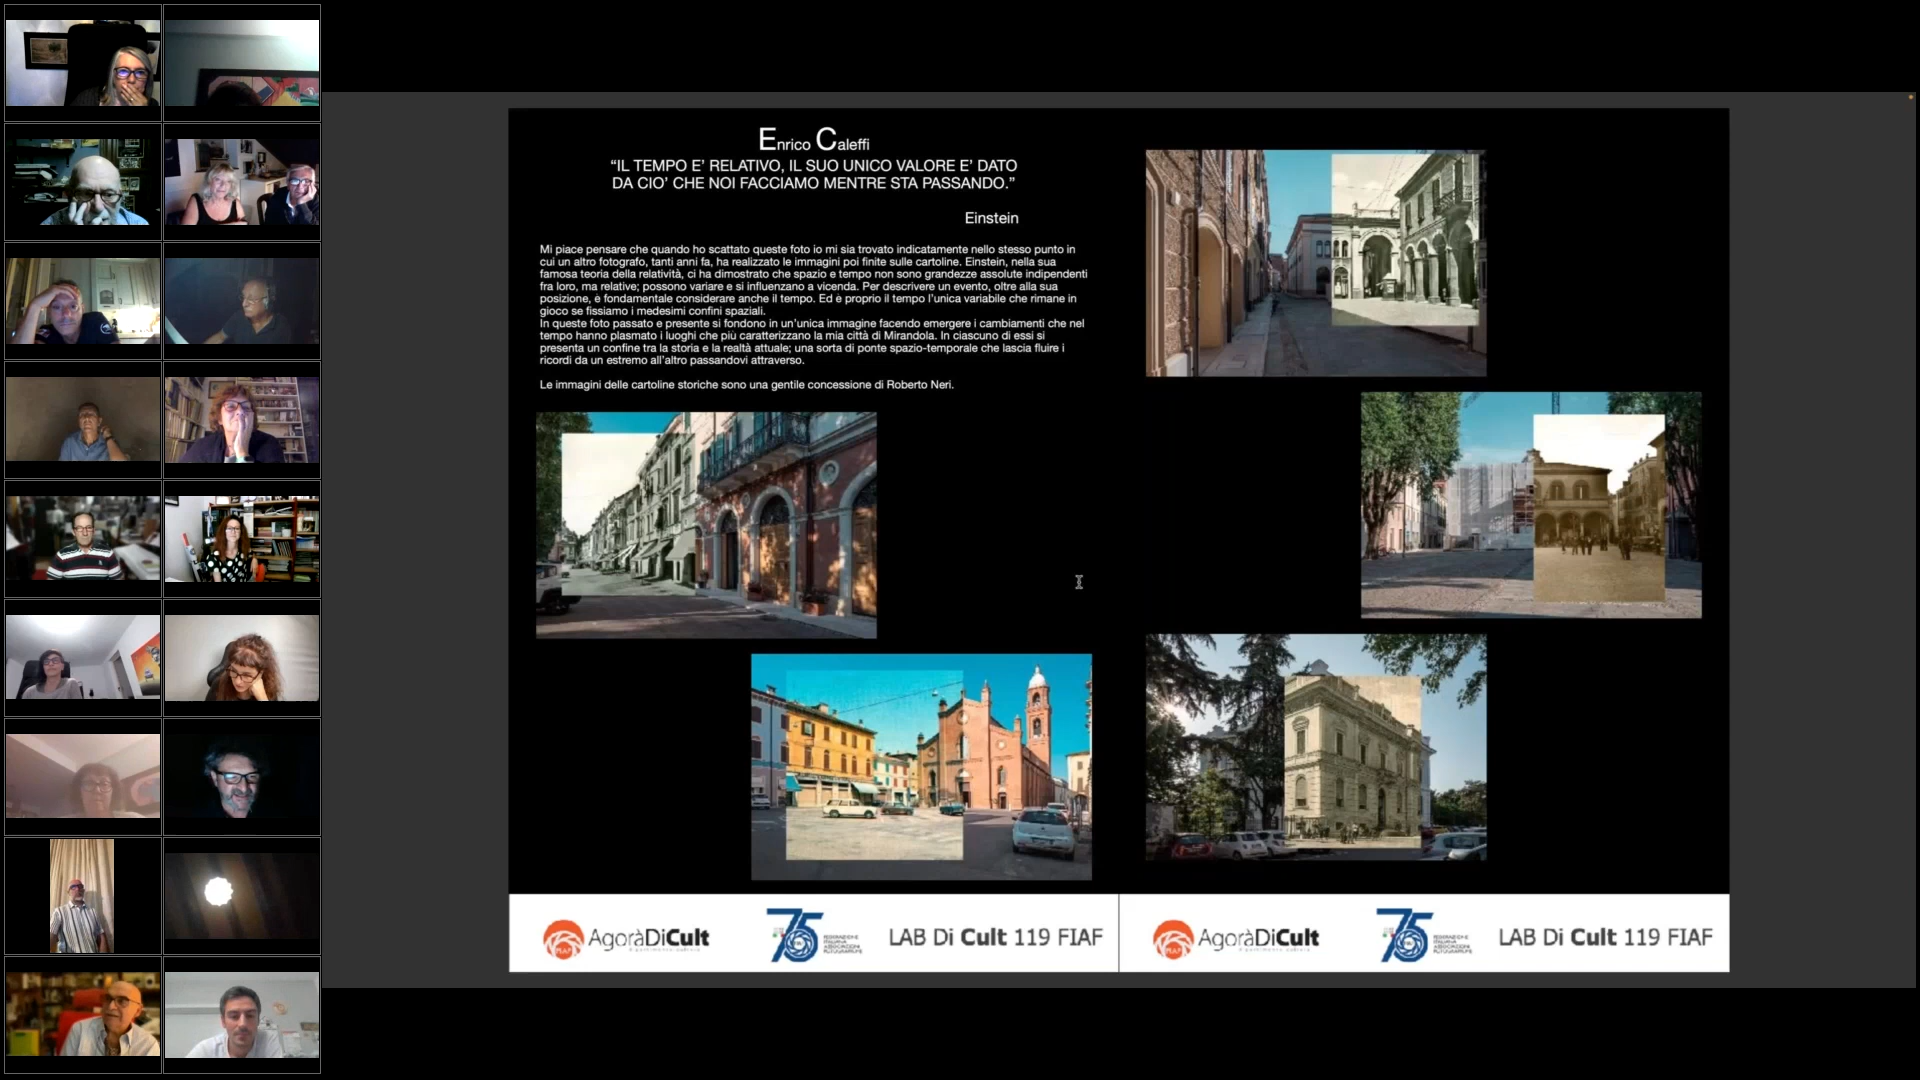 Enrico Caleffi
“IL TEMPO E’ RELATIVO, IL SUO UNICO VALORE E’ DATO
DA CIO’ CHE NOI FACCIAMO MENTRE STA PASSANDO.”
Einstein
Mi piace pensare che quando ho scattato queste foto io mi sia trovato indicatamente nello stesso punto in
cui un altro fotografo, tanti anni fa, ha realizzato le immagini poi finite sulle cartoline. Einstein, nella sua
famosa teoria della relatività, ci ha dimostrato che spazio e tempo non sono grandezze assolute indipendenti
fra loro, ma relative; possono variare e si influenzano a vicenda. Per descrivere un evento, oltre alla sua
posizione, è fondamentale considerare anche il tempo. Ed è proprio il tempo l’unica variabile che rimane in
gioco se fissiamo i medesimi confini spaziali.
In queste foto passato e presente si fondono in un’unica immagine facendo emergere i cambiamenti che nel
tempo hanno plasmato i luoghi che più caratterizzano la mia città di Mirandola. In ciascuno di essi si
presenta un confine tra la storia e la realtà attuale; una sorta di ponte spazio-temporale che lascia fluire i
ricordi da un estremo all’altro passandovi attraverso.
Le immagini delle cartoline storiche sono una gentile concessione di Roberto Neri.
FIAF AgoràDiCult
75 FEDERAZIONE
ITALIANA
ASSOCIAZIONI
FOTOGRAFICHE
LAB Di Cult 119 FIAF
FIAF AgoràDiCult
75 FEDERAZIONE
ITALIANA
ASSOCIAZIONI
FOTOGRAFICHE
LAB Di Cult 119 FIAF